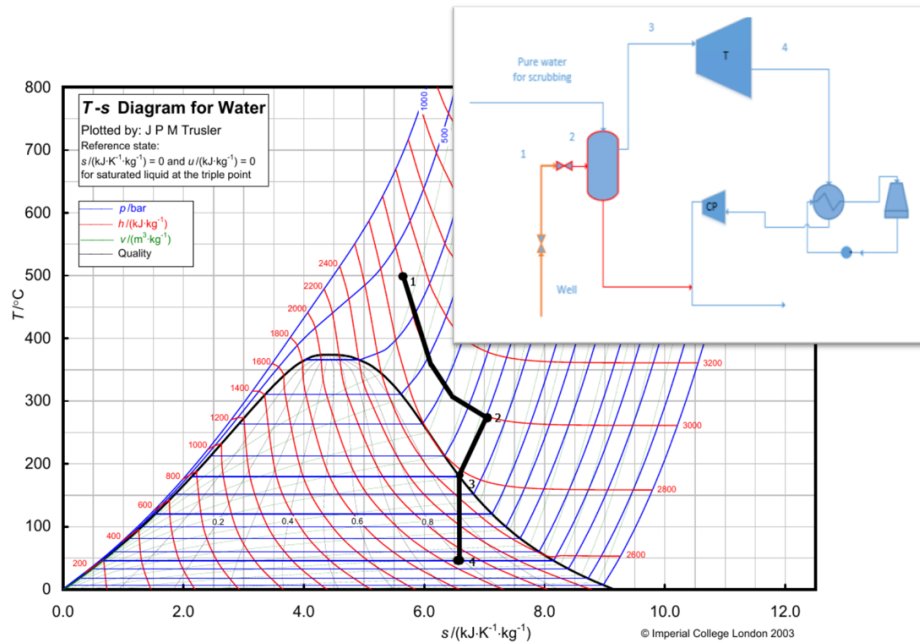 T-s Diagram for Water
Plotted by: J P M Trusler
Reference state:
s/(kJ·K⁻¹·kg⁻¹) = 0 and u/(kJ·kg⁻¹) = 0
for saturated liquid at the triple point
p/bar
h/(kJ·kg⁻¹)
v/(m³·kg⁻¹)
Quality
Pure water
for scrubbing
1
2
3
T
4
CP
Well
T/°C
800
700
600
500
400
300
200
100
0
1000
500
2400
2200
2000
1800
1600
1400
1200
1000
800
600
400
200
3200
3000
2800
2600
0.2
0.4
0.6
0.8
1
2
3
4
0.0
2.0
4.0
6.0
8.0
10.0
12.0
s/(kJ·K⁻¹·kg⁻¹)
© Imperial College London 2003